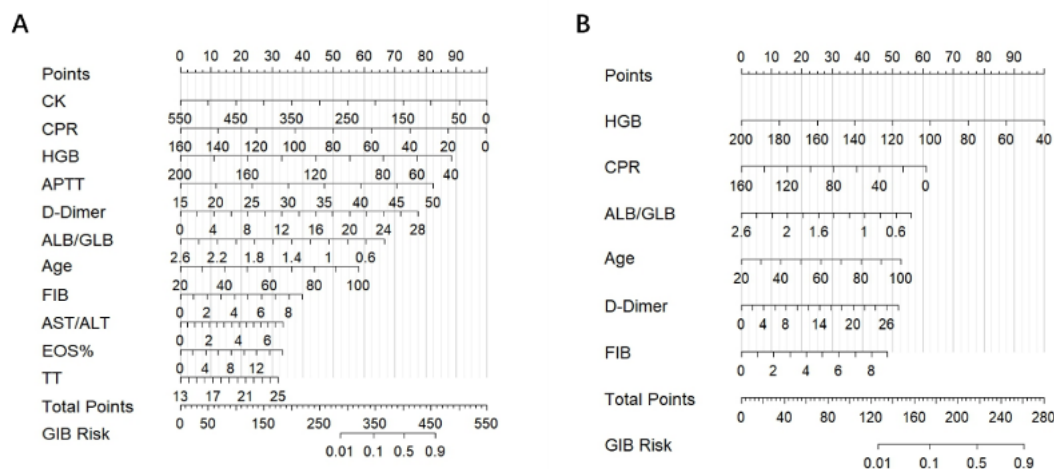 A
0 10 20 30 40 50 60 70 80 90
Points
CK
550 450 350 250 150 50 0
CPR
160 140 120 100 80 60 40 20 0
HGB
200 160 120 80 60 40
APTT
15 20 25 30 35 40 45 50
D-Dimer
0 4 8 12 16 20 24 28
ALB/GLB
2.6 2.2 1.8 1.4 1 0.6
Age
20 40 60 80 100
FIB
0 2 4 6 8
AST/ALT
0 2 4 6
EOS%
0 4 8 12
TT
13 17 21 25
Total Points
0 50 150 250 350 450 550
GIB Risk
0.01 0.1 0.5 0.9
B
0 10 20 30 40 50 60 70 80 90
Points
HGB
200 180 160 140 120 100 80 60 40
CPR
160 120 80 40 0
ALB/GLB
2.6 2 1.6 1 0.6
Age
20 40 60 80 100
D-Dimer
0 4 8 14 20 26
FIB
0 2 4 6 8
Total Points
0 40 80 120 160 200 240 280
GIB Risk
0.01 0.1 0.5 0.9